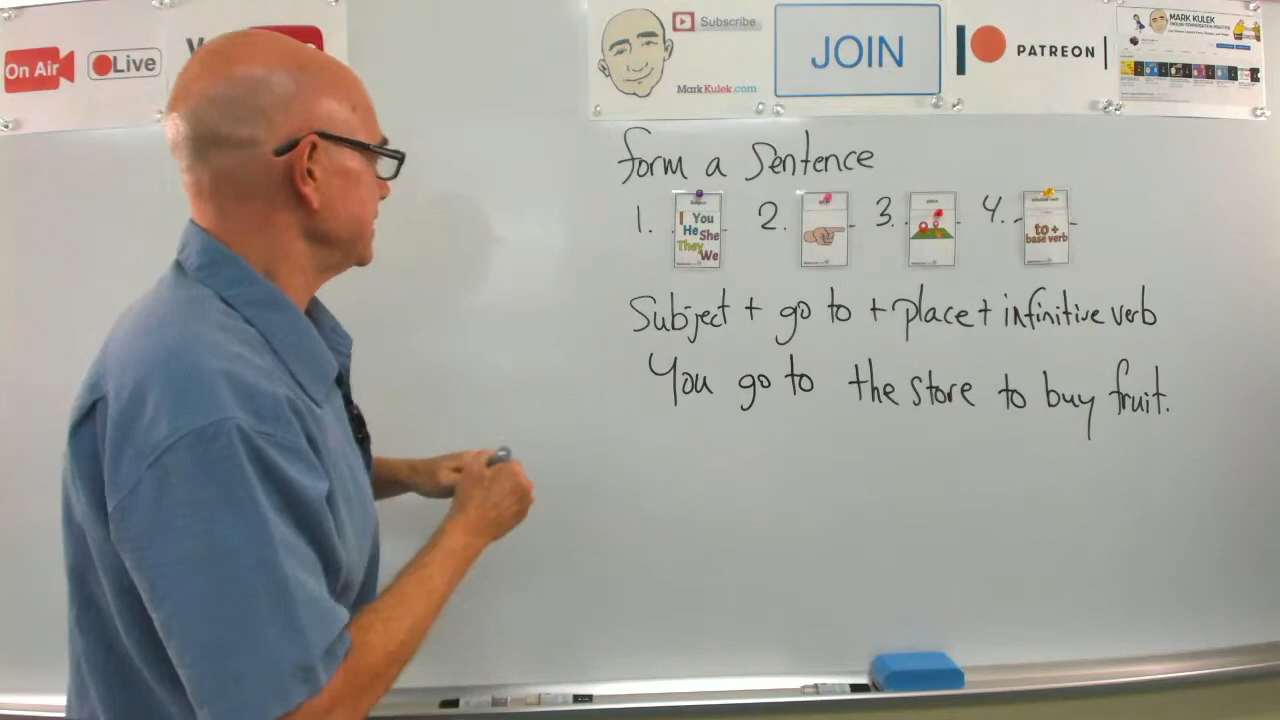 On Air
Live
Subscribe
MarkKulek.com
JOIN
PATREON
MARK KULEK
form a Sentence
1. 2. 3. 4.
Subject
I You
He She
They We
to +
base verb
Subject + go to + place + infinitive verb
You go to the store to buy fruit.